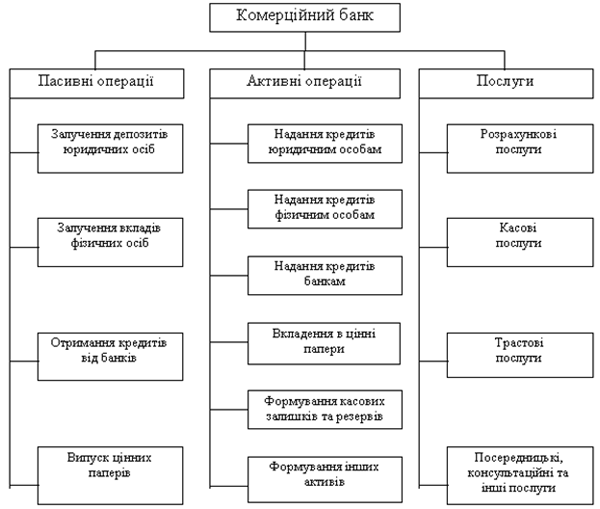 Комерційний банк
Пасивні операції
Залучення депозитів
юридичних осіб
Залучення вкладів
фізичних осіб
Отримання кредитів
від банків
Випуск цінних
паперів
Активні операції
Надання кредитів
юридичним особам
Надання кредитів
фізичним особам
Надання кредитів
банкам
Вкладення в цінні
папери
Формування касових
залишків та резервів
Формування інших
активів
Послуги
Розрахункові
послуги
Касові
послуги
Трастові
послуги
Посередницькі,
консультаційні та
інші послуги